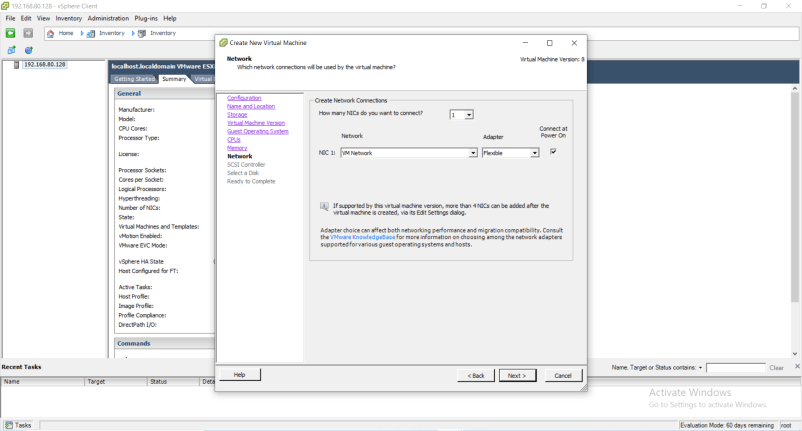 192.168.80.128 - vSphere Client
File Edit View Inventory Administration Plug-ins Help
Home Inventory Inventory
192.168.80.128
localhost.localdomain VMware ESX
Getting Started Summary Virtual
General
Manufacturer:
Model:
CPU Cores:
Processor Type:
License:
Processor Sockets:
Cores per Socket:
Logical Processors:
Hyperthreading:
Number of NICs:
State:
Virtual Machines and Templates:
vMotion Enabled:
VMware EVC Mode:
vSphere HA State
Host Configured for FT:
Active Tasks:
Host Profile:
Image Profile:
Profile Compliance:
DirectPath I/O:
Commands
Create New Virtual Machine
Network
Which network connections will be used by the virtual machine?
Virtual Machine Version: 8
Configuration
Name and Location
Storage
Virtual Machine Version
Guest Operating System
CPUs
Memory
Network
SCSI Controller
Select a Disk
Ready to Complete
Create Network Connections
How many NICs do you want to connect? 1
Network Adapter Connect at
Power On
NIC 1: VM Network Flexible
If supported by this virtual machine version, more than 4 NICs can be added after the
virtual machine is created, via its Edit Settings dialog.
Adapter choice can affect both networking performance and migration compatibility. Consult
the VMware KnowledgeBase for more information on choosing among the network adapters
supported for various guest operating systems and hosts.
Help < Back Next > Cancel
Recent Tasks
Name, Target or Status contains: Clear
Name Target Status Deta
Activate Windows
Go to Settings to activate Windows.
Tasks Evaluation Mode: 60 days remaining root